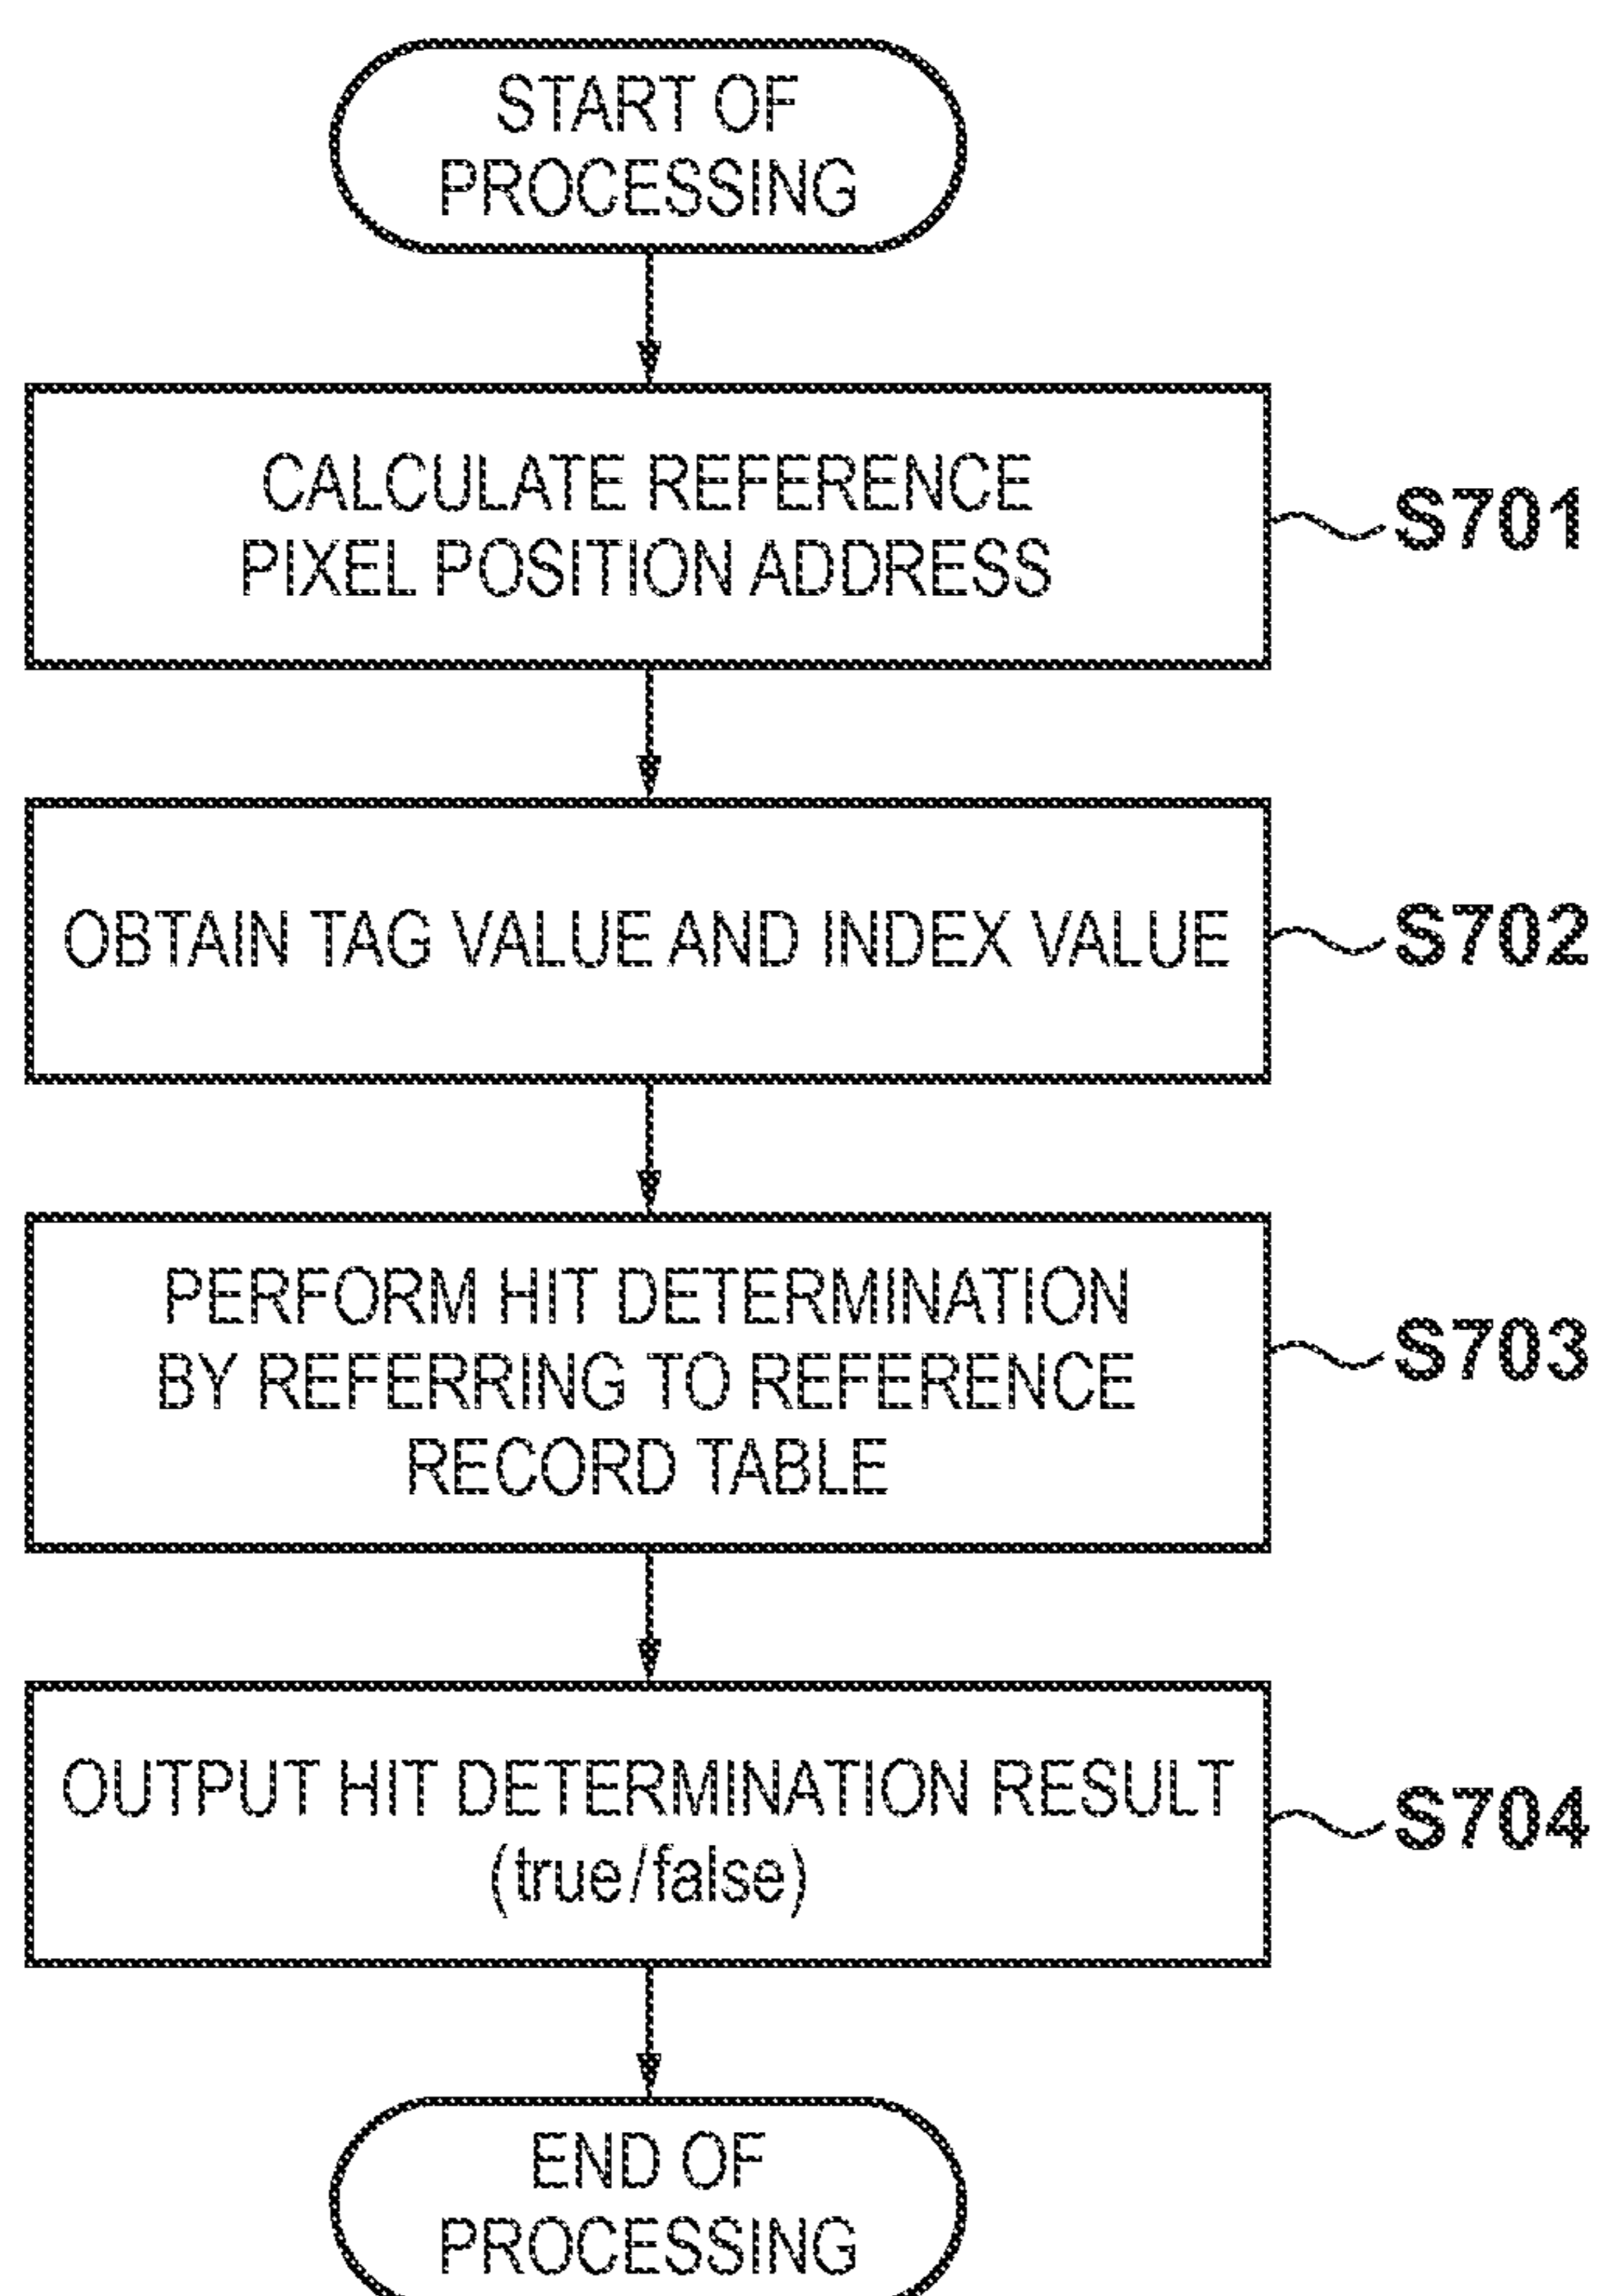 START OF
PROCESSING
CALCULATE REFERENCE
PIXEL POSITION ADDRESS
S701
OBTAIN TAG VALUE AND INDEX VALUE
S702
PERFORM HIT DETERMINATION
BY REFERRING TO REFERENCE
RECORD TABLE
S703
OUTPUT HIT DETERMINATION RESULT
(true/false)
S704
END OF
PROCESSING